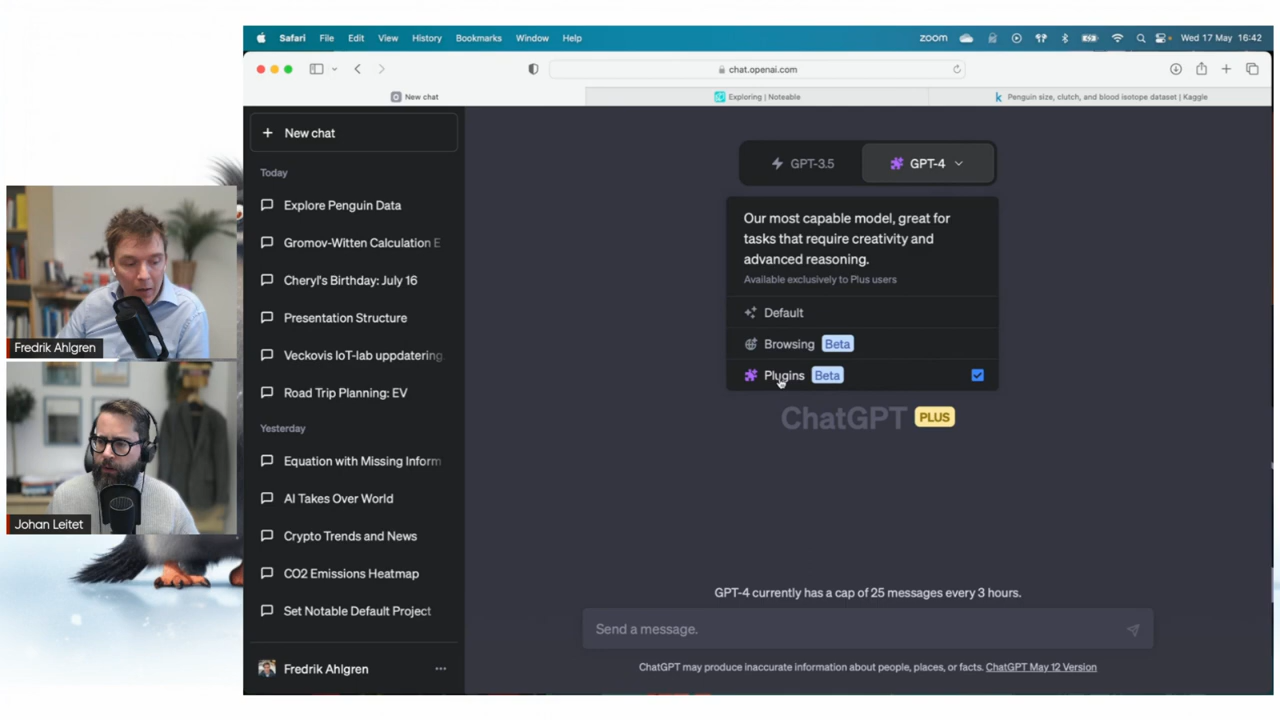 Safari File Edit View History Bookmarks Window Help zoom Wed 17 May 16:42
chat.openai.com
New chat Exploring | Noteable Penguin size, clutch, and blood isotope dataset | Kaggle
+ New chat
Today
Explore Penguin Data
Gromov-Witten Calculation E
Cheryl's Birthday: July 16
Presentation Structure
Veckovis IoT-lab uppdatering
Road Trip Planning: EV
Yesterday
Equation with Missing Inform
AI Takes Over World
Crypto Trends and News
CO2 Emissions Heatmap
Set Notable Default Project
Fredrik Ahlgren
GPT-3.5 GPT-4
Our most capable model, great for
tasks that require creativity and
advanced reasoning.
Available exclusively to Plus users
Default
Browsing Beta
Plugins Beta
ChatGPT PLUS
GPT-4 currently has a cap of 25 messages every 3 hours.
Send a message.
ChatGPT may produce inaccurate information about people, places, or facts. ChatGPT May 12 Version
Fredrik Ahlgren
Johan Leitet